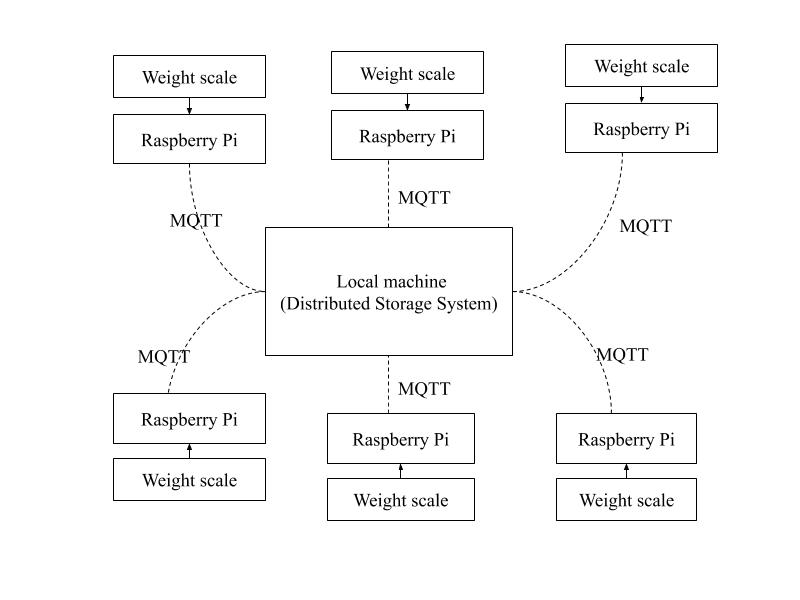 Weight scale
Weight scale
Weight scale
Raspberry Pi
Raspberry Pi
Raspberry Pi
MQTT
MQTT
MQTT
Local machine
(Distributed Storage System)
MQTT
MQTT
MQTT
Raspberry Pi
Raspberry Pi
Raspberry Pi
Weight scale
Weight scale
Weight scale